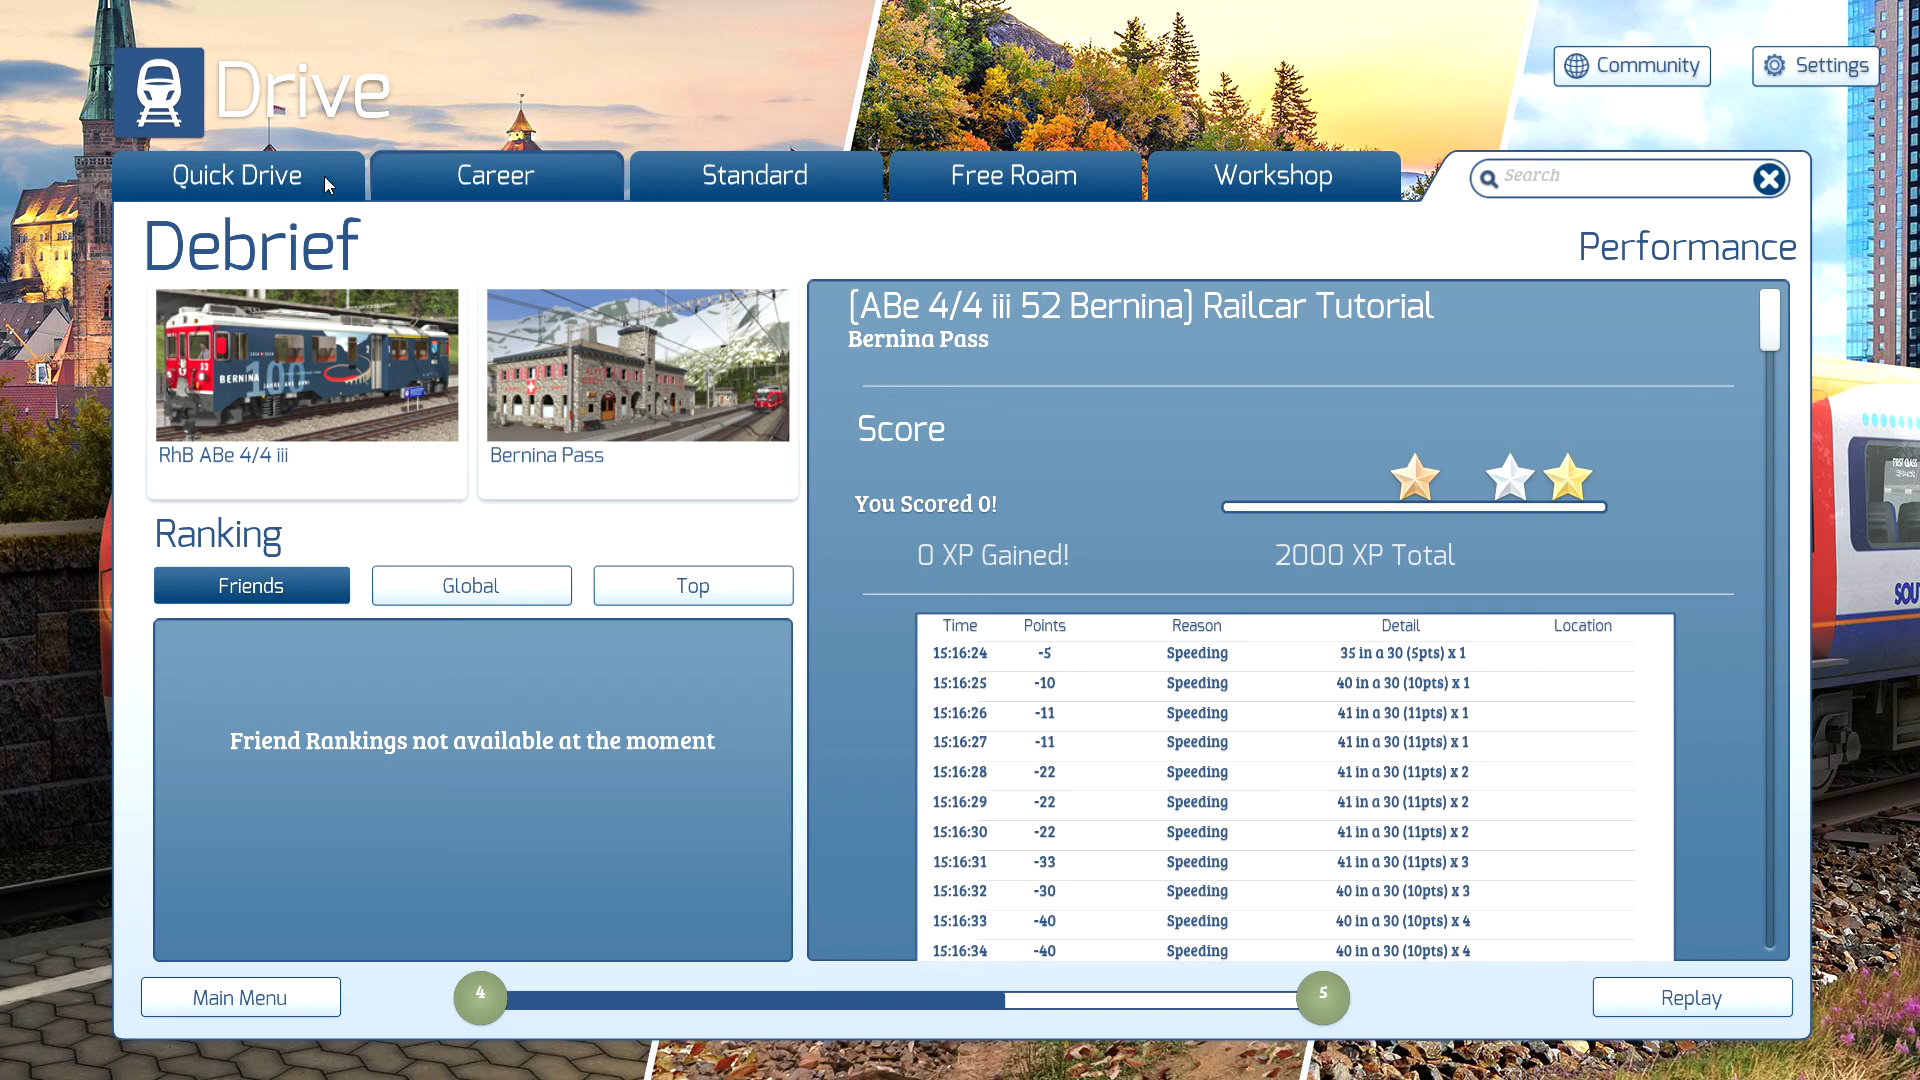 Drive
Community
Settings
Quick Drive
Career
Standard
Free Roam
Workshop
Search
Debrief
Performance
BERNINA
100
RhB ABe 4/4 iii
Bernina Pass
Ranking
Friends
Global
Top
Friend Rankings not available at the moment
[ABe 4/4 iii 52 Bernina] Railcar Tutorial
Bernina Pass
Score
You Scored 0!
0 XP Gained!
2000 XP Total
Time Points Reason Detail Location
15:16:24 -5 Speeding 35 in a 30 (5pts) x 1
15:16:25 -10 Speeding 40 in a 30 (10pts) x 1
15:16:26 -11 Speeding 41 in a 30 (11pts) x 1
15:16:27 -11 Speeding 41 in a 30 (11pts) x 1
15:16:28 -22 Speeding 41 in a 30 (11pts) x 2
15:16:29 -22 Speeding 41 in a 30 (11pts) x 2
15:16:30 -22 Speeding 41 in a 30 (11pts) x 2
15:16:31 -33 Speeding 41 in a 30 (11pts) x 3
15:16:32 -30 Speeding 40 in a 30 (10pts) x 3
15:16:33 -40 Speeding 40 in a 30 (10pts) x 4
15:16:34 -40 Speeding 40 in a 30 (10pts) x 4
FIRST CLASS
SOU
Main Menu
4
5
Replay